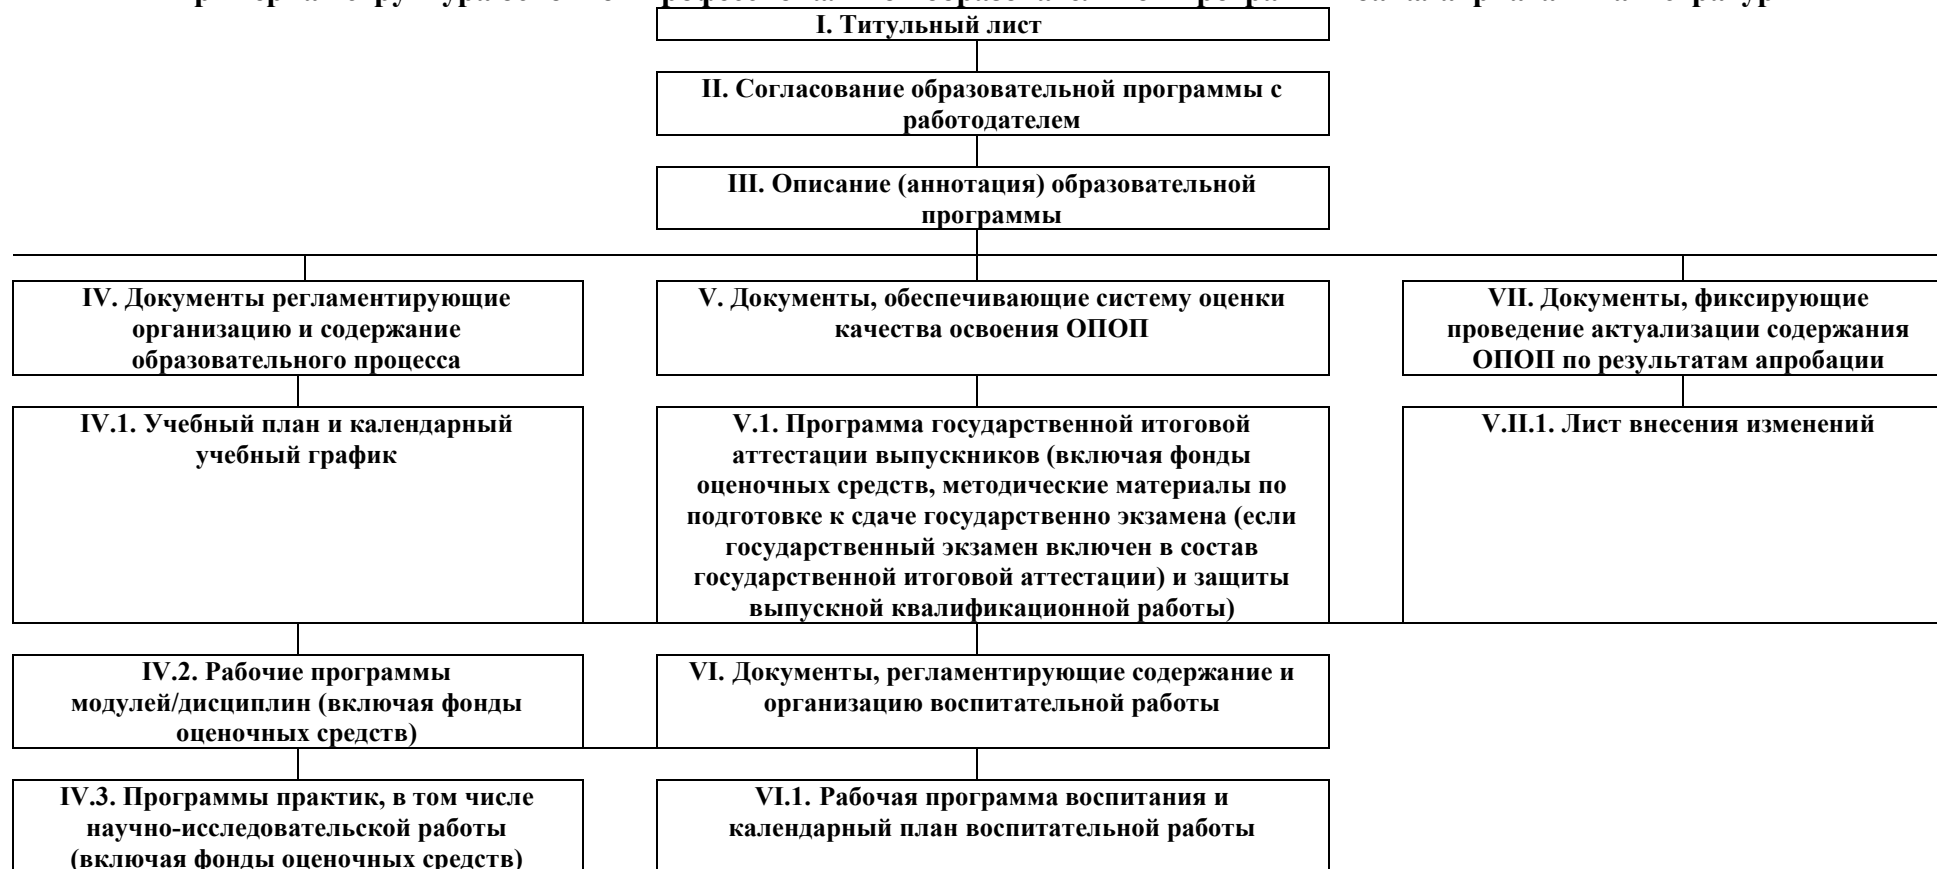 I. Титульный лист
II. Согласование образовательной программы с
работодателем
III. Описание (аннотация) образовательной
программы
IV. Документы регламентирующие
организацию и содержание
образовательного процесса
V. Документы, обеспечивающие систему оценки
качества освоения ОПОП
VII. Документы, фиксирующие
проведение актуализации содержания
ОПОП по результатам апробации
IV.1. Учебный план и календарный
учебный график
V.1. Программа государственной итоговой
аттестации выпускников (включая фонды
оценочных средств, методические материалы по
подготовке к сдаче государственно экзамена (если
государственный экзамен включен в состав
государственной итоговой аттестации) и защиты
выпускной квалификационной работы)
V.II.1. Лист внесения изменений
IV.2. Рабочие программы
модулей/дисциплин (включая фонды
оценочных средств)
VI. Документы, регламентирующие содержание и
организацию воспитательной работы
IV.3. Программы практик, в том числе
научно-исследовательской работы
(включая фонды оценочных средств)
VI.1. Рабочая программа воспитания и
календарный план воспитательной работы